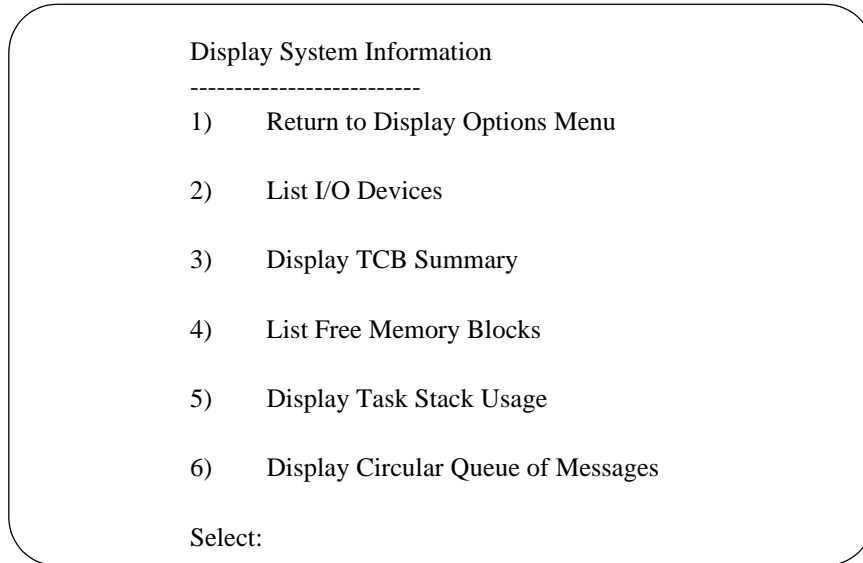 Display System Information
--------------------------
1) Return to Display Options Menu
2) List I/O Devices
3) Display TCB Summary
4) List Free Memory Blocks
5) Display Task Stack Usage
6) Display Circular Queue of Messages
Select: